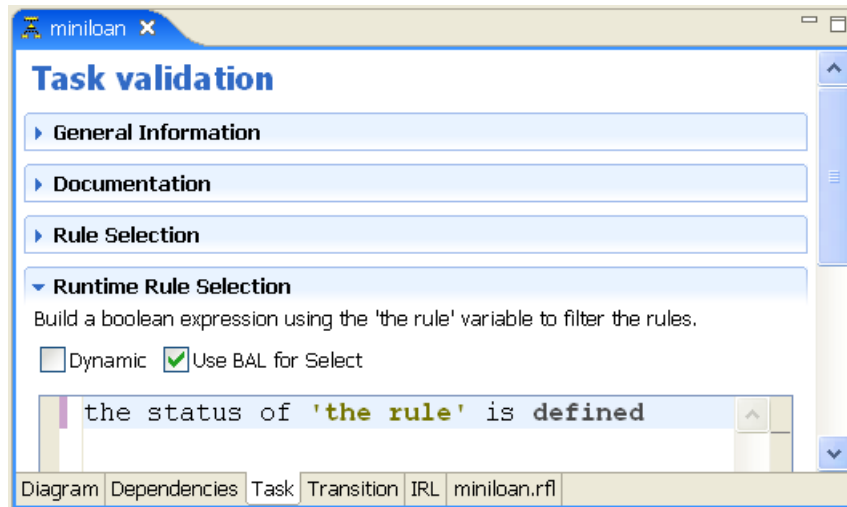 miniloan
Task validation
General Information
Documentation
Rule Selection
Runtime Rule Selection
Build a boolean expression using the 'the rule' variable to filter the rules.
Dynamic Use BAL for Select
the status of 'the rule' is defined
Diagram Dependencies Task Transition IRL miniloan.rfl